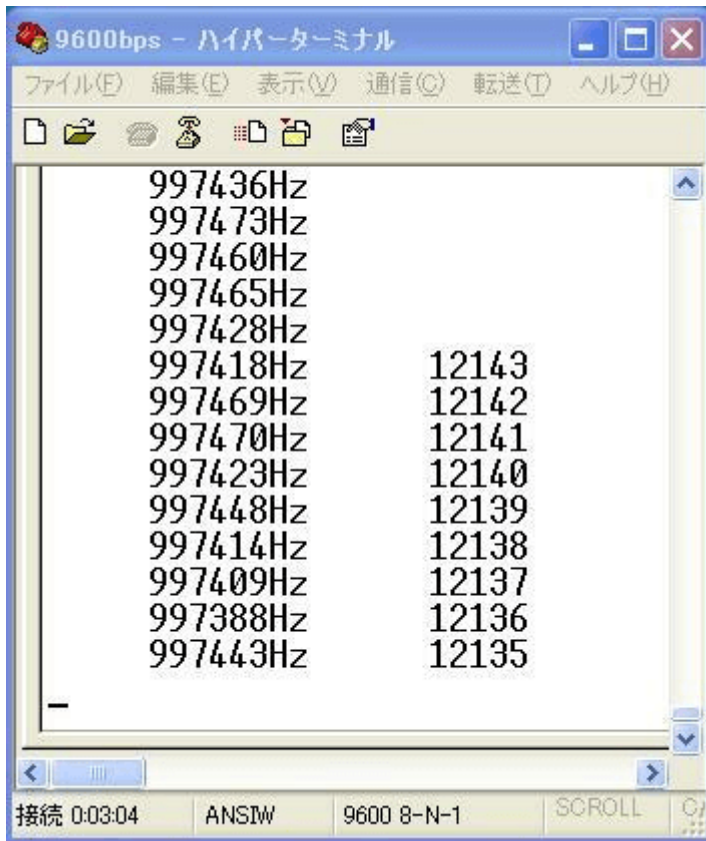 9600bps - ハイパーターミナル
ファイル(F) 編集(E) 表示(V) 通信(C) 転送(T) ヘルプ(H)
997436Hz
997473Hz
997460Hz
997465Hz
997428Hz
997418Hz 12143
997469Hz 12142
997470Hz 12141
997423Hz 12140
997448Hz 12139
997414Hz 12138
997409Hz 12137
997388Hz 12136
997443Hz 12135
接続 0:03:04 ANSIW 9600 8-N-1 SCROLL